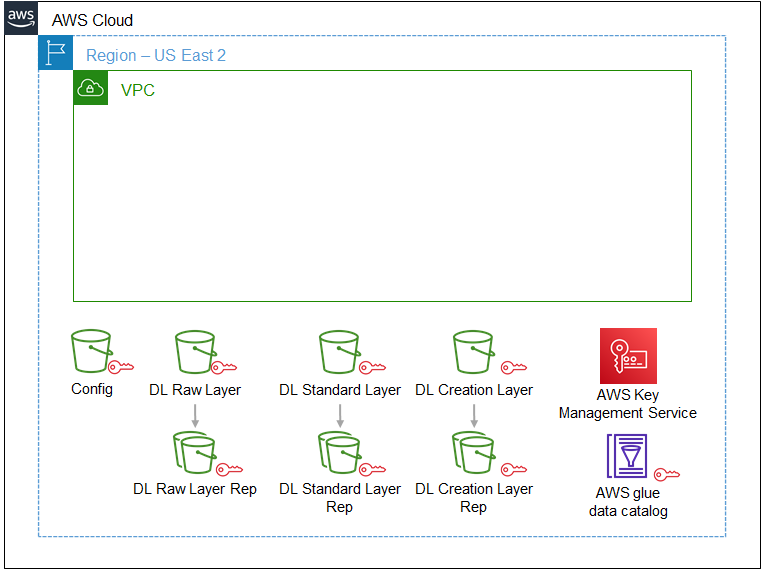 aws
AWS Cloud
Region – US East 2
VPC
Config
DL Raw Layer
DL Standard Layer
DL Creation Layer
AWS Key
Management Service
DL Raw Layer Rep
DL Standard Layer
Rep
DL Creation Layer
Rep
AWS glue
data catalog